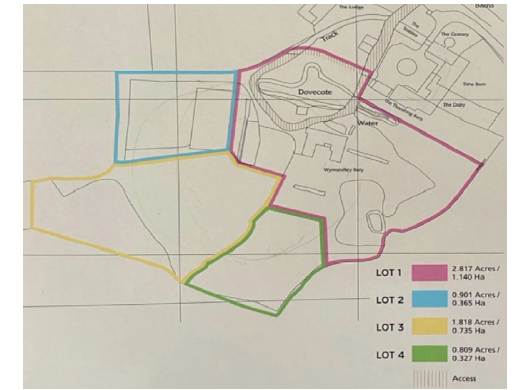 The Lodge
Track
The Stables
The Granary
Dovecote
Tithe Barn
The Dairy
The Threshing Barn
Water
Wymondley Bury
LOT 1
2.817 Acres /
1.140 Ha
LOT 2
0.901 Acres /
0.365 Ha
LOT 3
1.818 Acres /
0.735 Ha
LOT 4
0.809 Acres /
0.327 Ha
Access